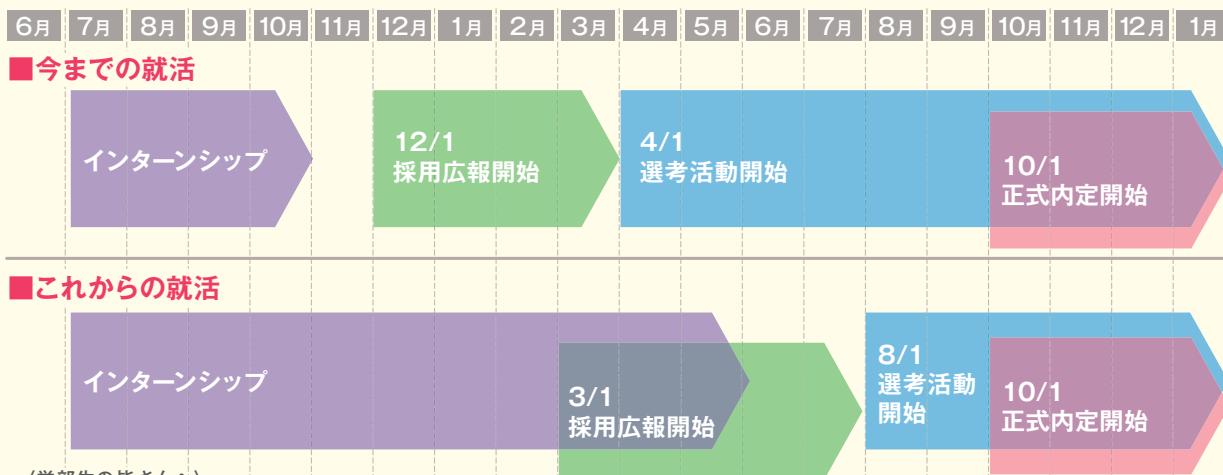 6月 7月 8月 9月 10月 11月 12月 1月 2月 3月 4月 5月 6月 7月 8月 9月 10月 11月 12月 1月
■今までの就活
インターンシップ
12/1
採用広報開始
4/1
選考活動開始
10/1
正式内定開始
■これからの就活
インターンシップ
3/1
採用広報開始
8/1
選考活動
開始
10/1
正式内定開始